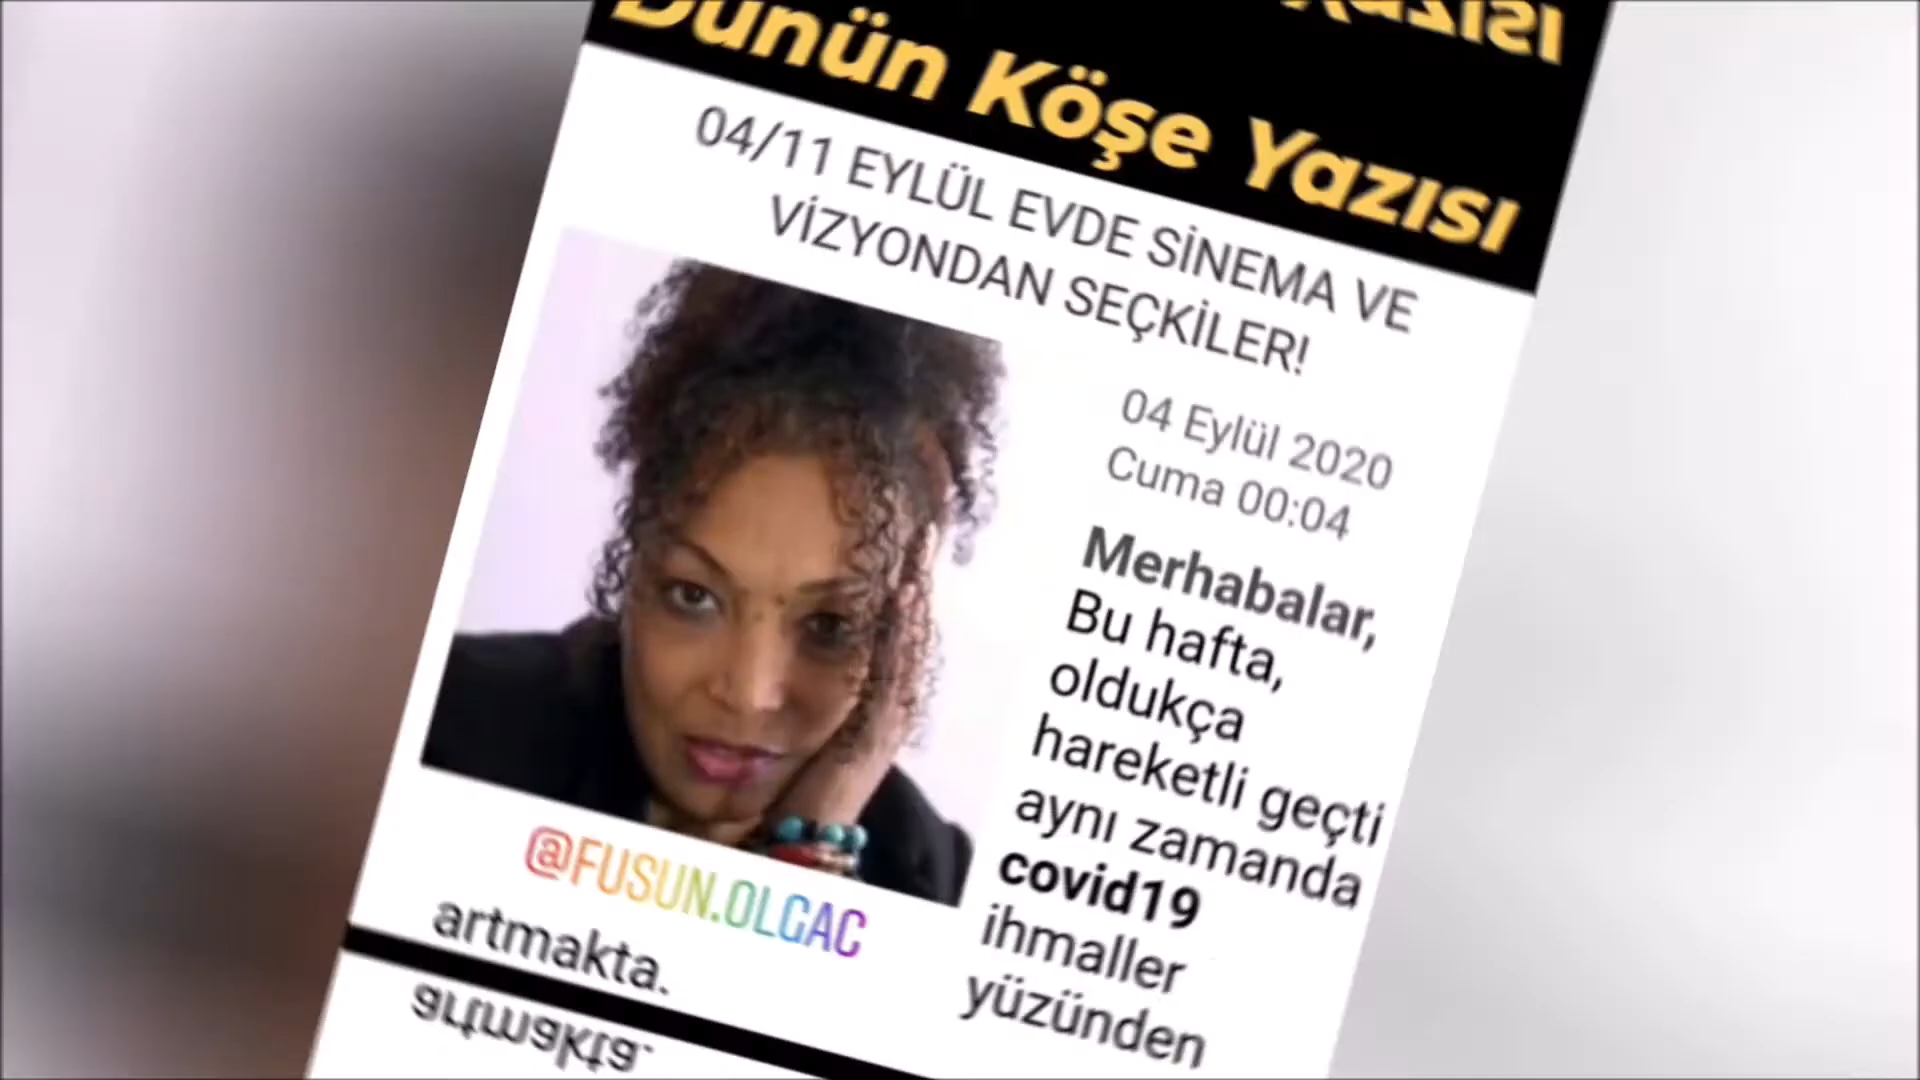 Dünün Köşe Yazısı
04/11 EYLÜL EVDE SİNEMA VE
VİZYONDAN SEÇKİLER!
04 Eylül 2020
Cuma 00:04
Merhabalar,
Bu hafta,
oldukça
hareketli geçti
aynı zamanda
covid19
ihmaller
yüzünden
@FUSUN.OLGAC
artmakta.